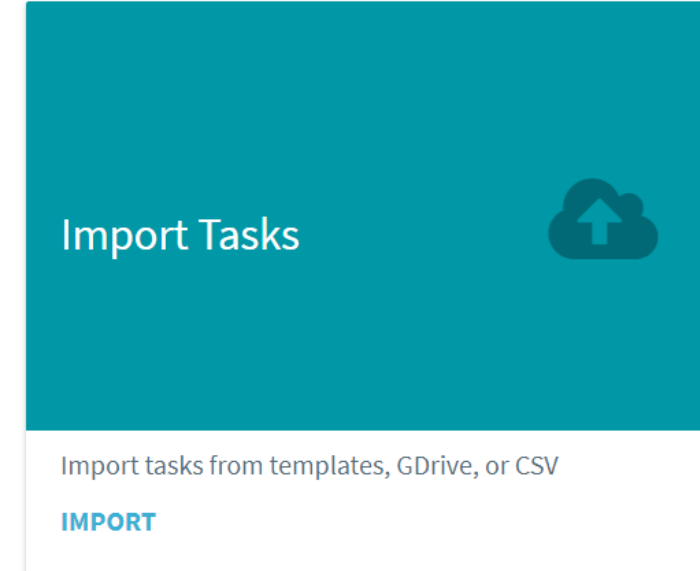 Import Tasks
Import tasks from templates, GDrive, or CSV
IMPORT